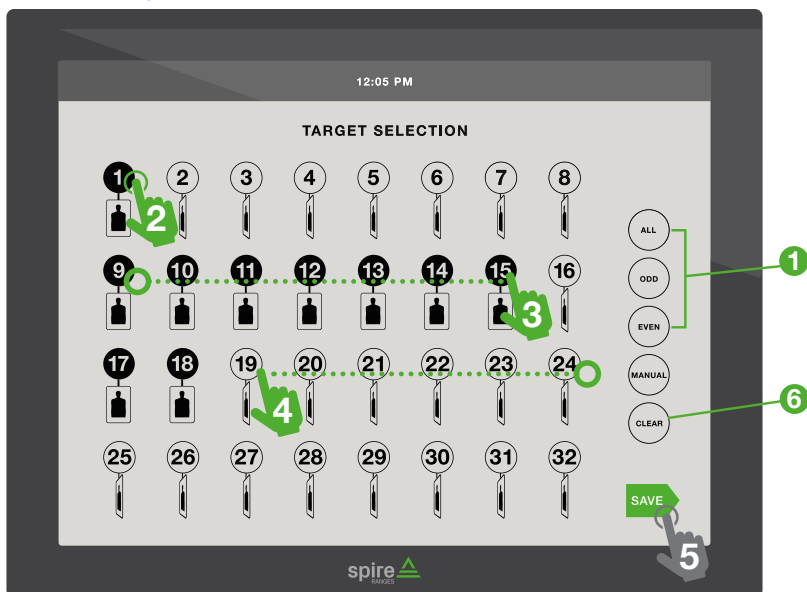 12:05 PM
TARGET SELECTION
1 2 3 4 5 6 7 8
2
ALL
9 10 11 12 13 14 15 16
ODD
1
3
EVEN
17 18 19 20 21 22 23 24
MANUAL
4
6
CLEAR
25 26 27 28 29 30 31 32
SAVE
5
spire
RANGES